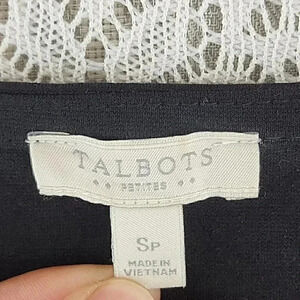 TALBOTS
PETITES
SP
MADE IN
VIETNAM